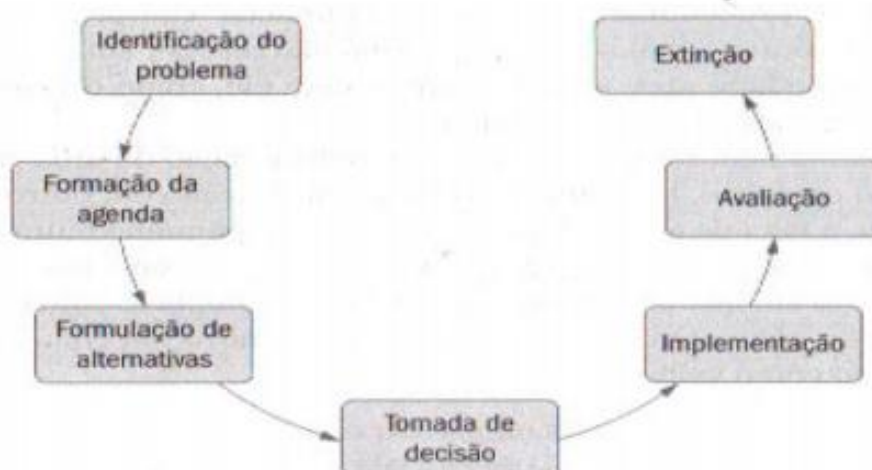 Identificação do
problema
Formação da
agenda
Formulação de
alternativas
Tomada de
decisão
Implementação
Avaliação
Extinção